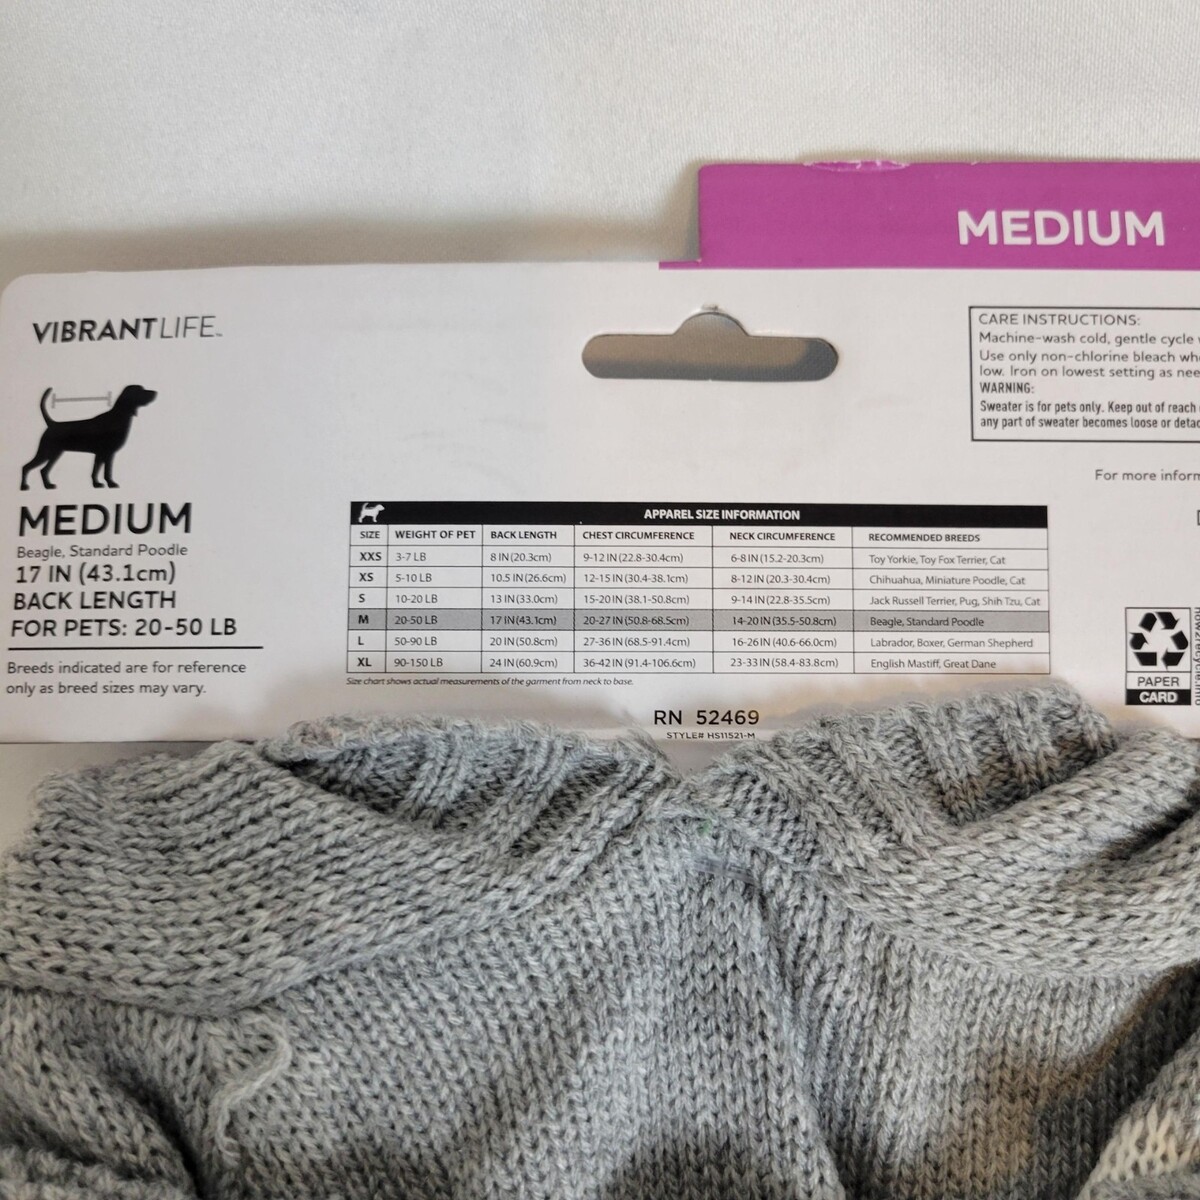 MEDIUM
VIBRANTLIFE™
MEDIUM
Beagle, Standard Poodle
17 IN (43.1cm)
BACK LENGTH
FOR PETS: 20-50 LB
Breeds indicated are for reference
only as breed sizes may vary.
CARE INSTRUCTIONS:
Machine-wash cold, gentle cycle
Use only non-chlorine bleach
low. Iron on lowest setting as
WARNING:
Sweater is for pets only. Keep out of reach
any part of sweater becomes loose or
For more
APPAREL SIZE INFORMATION
SIZE WEIGHT OF PET BACK LENGTH CHEST CIRCUMFERENCE NECK CIRCUMFERENCE RECOMMENDED BREEDS
XXS 3-7 LB 8 IN (20.3cm) 9-12 IN (22.8-30.4cm) 6-8 IN (15.2-20.3cm) Toy Yorkie, Toy Fox Terrier, Cat
XS 5-10 LB 10.5 IN (26.6cm) 12-15 IN (30.4-38.1cm) 8-12 IN (20.3-30.4cm) Chihuahua, Miniature Poodle, Cat
S 10-20 LB 13 IN (33.0cm) 15-20 IN (38.1-50.8cm) 9-14 IN (22.8-35.5cm) Jack Russell Terrier, Pug, Shih Tzu, Cat
M 20-50 LB 17 IN (43.1cm) 20-27 IN (50.8-68.5cm) 14-20 IN (35.5-50.8cm) Beagle, Standard Poodle
L 50-90 LB 20 IN (50.8cm) 27-36 IN (68.5-91.4cm) 16-26 IN (40.6-66.0cm) Labrador, Boxer, German Shepherd
XL 90-150 LB 24 IN (60.9cm) 36-42 IN (91.4-106.6cm) 23-33 IN (58.4-83.8cm) English Mastiff, Great Dane
Size chart shows actual measurements of the garment from neck to base.
RN 52469
STYLE# HS11521-M
PAPER
CARD
how2recycle.info